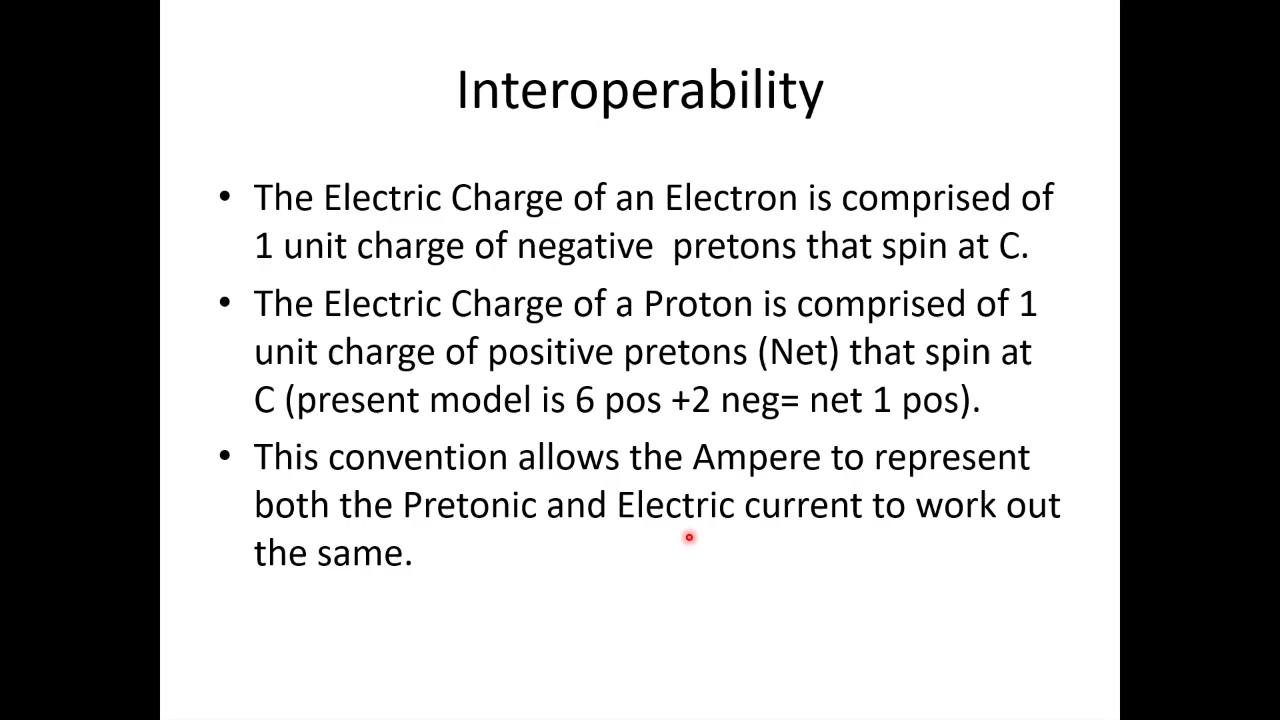 Interoperability
• The Electric Charge of an Electron is comprised of
1 unit charge of negative  pretons that spin at C.
• The Electric Charge of a Proton is comprised of 1
unit charge of positive pretons (Net) that spin at
C (present model is 6 pos +2 neg= net 1 pos).
• This convention allows the Ampere to represent
both the Pretonic and Electric current to work out
the same.